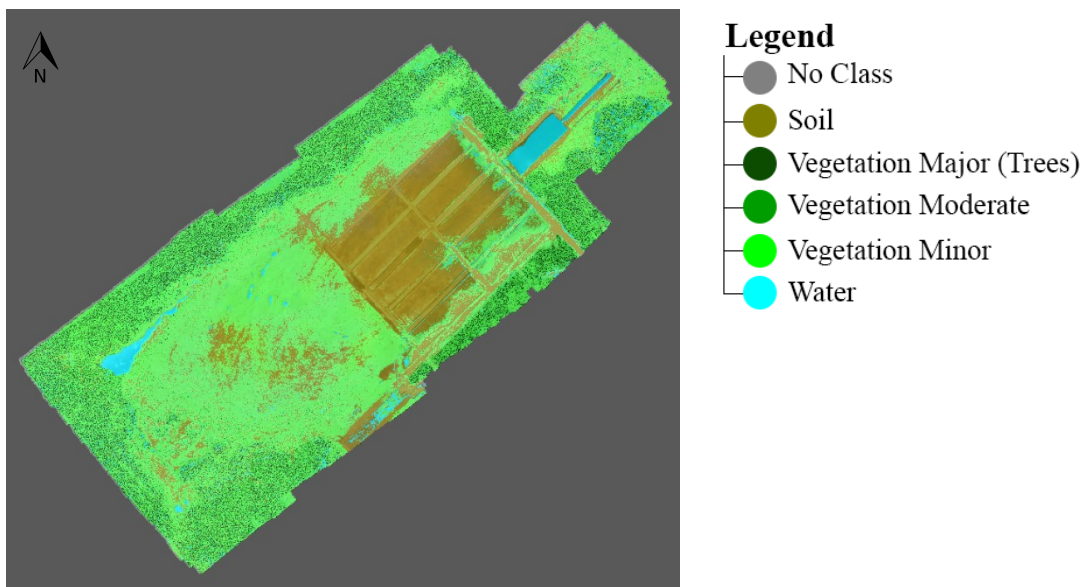 N
Legend
No Class
Soil
Vegetation Major (Trees)
Vegetation Moderate
Vegetation Minor
Water